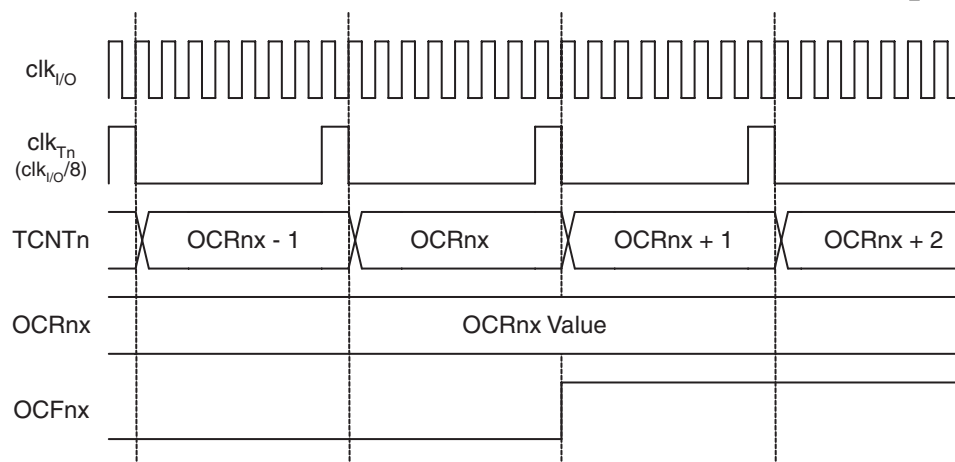 clkI/O
clkTn
(clkI/O/8)
TCNTn OCRnx - 1 OCRnx OCRnx + 1 OCRnx + 2
OCRnx OCRnx Value
OCFnx